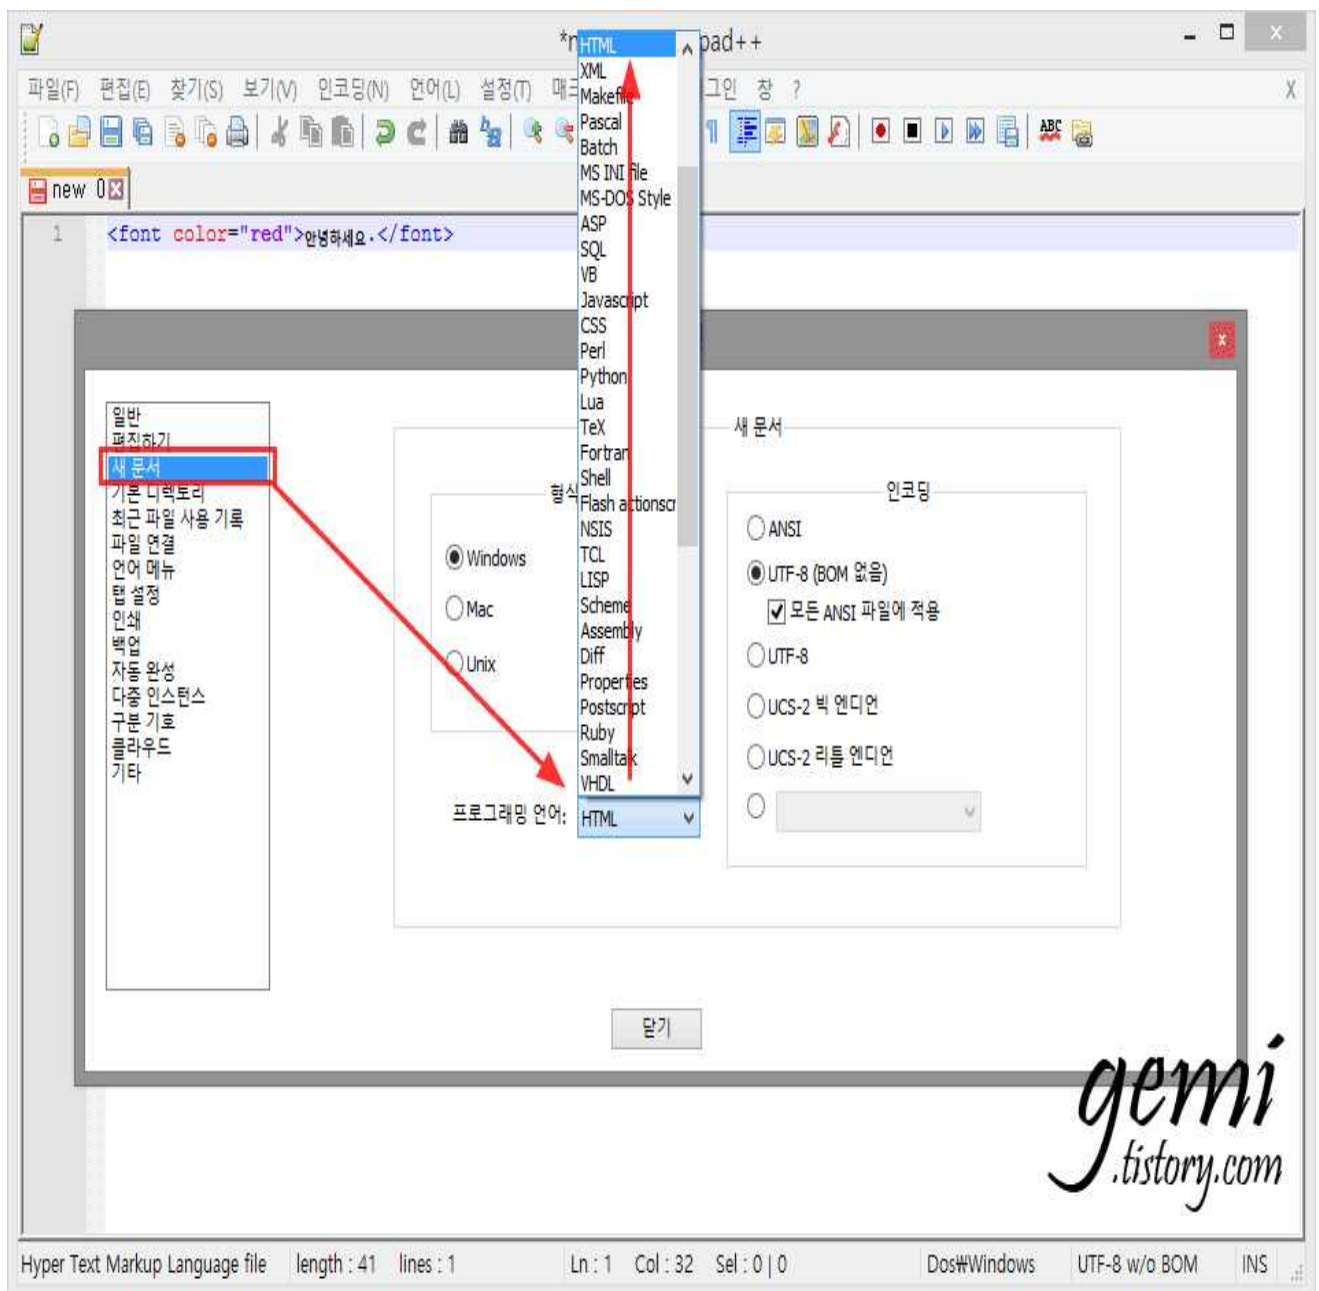 *n pad++
파일(F) 편집(E) 찾기(S) 보기(V) 인코딩(N) 언어(L) 설정(T) 매크 그인 창 ?
X
ABC
new 0
1 <font color="red">안녕하세요.</font>
HTML
XML
Makefile
Pascal
Batch
MS INI file
MS-DOS Style
ASP
SQL
VB
Javascript
CSS
Perl
Python
Lua
TeX
Fortran
Shell
Flash actionscr
NSIS
TCL
LISP
Scheme
Assembly
Diff
Properties
Postscript
Ruby
Smalltalk
VHDL
일반
편집하기
새 문서
기본 디렉토리
최근 파일 사용 기록
파일 연결
언어 메뉴
탭 설정
인쇄
백업
자동 완성
다중 인스턴스
구분 기호
클라우드
기타
새 문서
형식
Windows
Mac
Unix
프로그래밍 언어: HTML
인코딩
ANSI
UTF-8 (BOM 없음)
모든 ANSI 파일에 적용
UTF-8
UCS-2 빅 엔디언
UCS-2 리틀 엔디언
닫기
gemi
.tistory.com
Hyper Text Markup Language file length : 41 lines : 1 Ln : 1 Col : 32 Sel : 0 | 0 Dos₩Windows UTF-8 w/o BOM INS